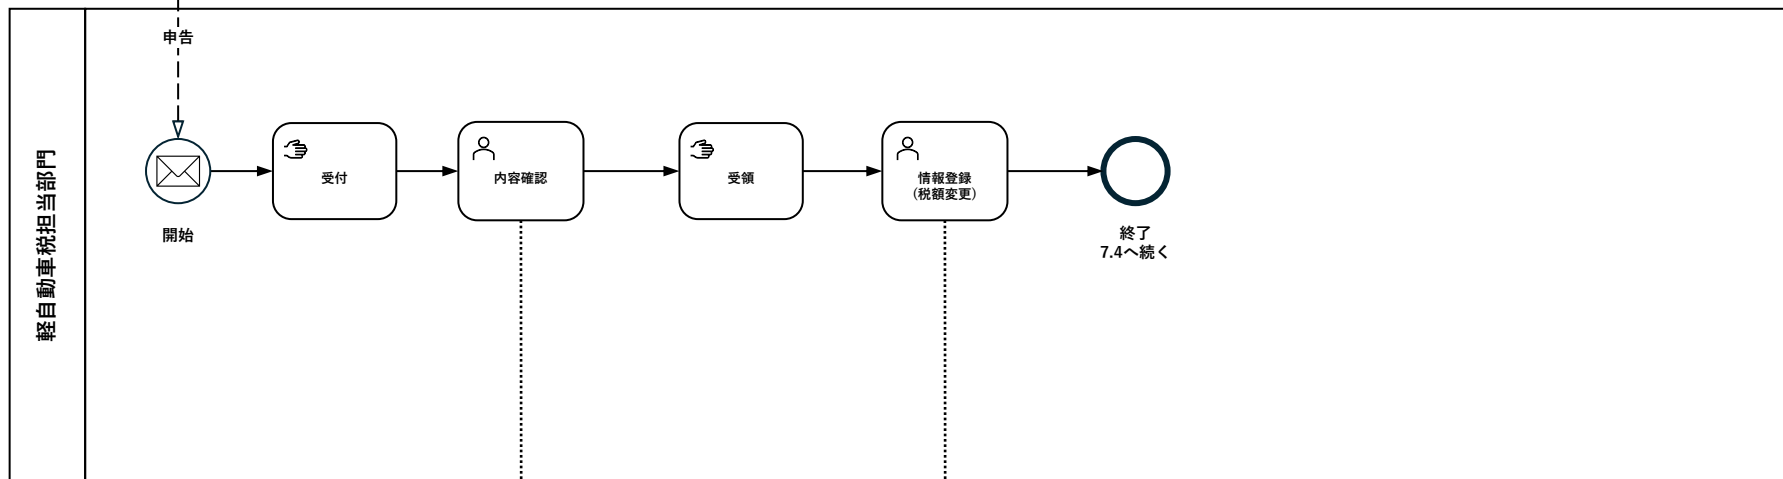 申告
軽自動車税担当部門
受付
内容確認
受領
情報登録
（税額変更）
開始
終了
7.4へ続く